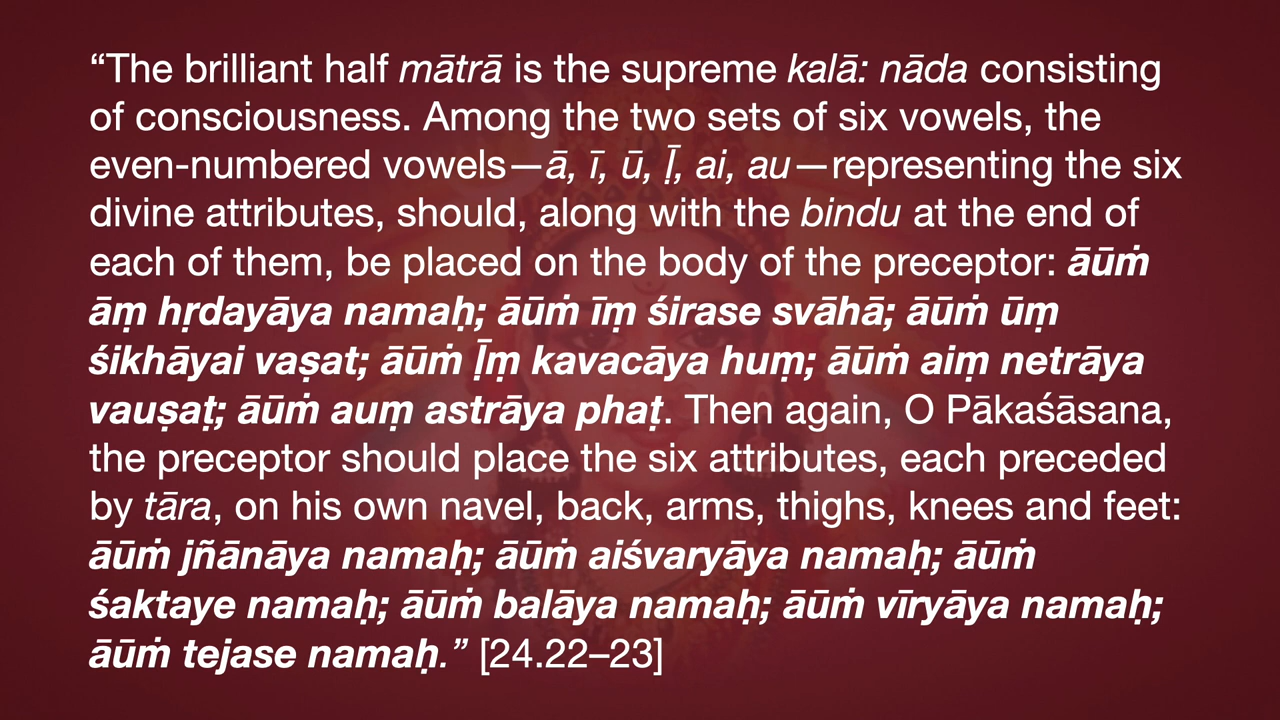 “The brilliant half mātrā is the supreme kalā: nāda consisting
of consciousness. Among the two sets of six vowels, the
even-numbered vowels—ā, ī, ū, Ḹ, ai, au—representing the six
divine attributes, should, along with the bindu at the end of
each of them, be placed on the body of the preceptor: āūṁ
āṃ hṛdayāya namaḥ; āūṁ īṃ śirase svāhā; āūṁ ūṃ
śikhāyai vaṣat; āūṁ Ḹṃ kavacāya huṃ; āūṁ aiṃ netrāya
vauṣaṭ; āūṁ auṃ astrāya phaṭ. Then again, O Pākaśāsana,
the preceptor should place the six attributes, each preceded
by tāra, on his own navel, back, arms, thighs, knees and feet:
āūṁ jñānāya namaḥ; āūṁ aiśvaryāya namaḥ; āūṁ
śaktaye namaḥ; āūṁ balāya namaḥ; āūṁ vīryāya namaḥ;
āūṁ tejase namaḥ.” [24.22–23]